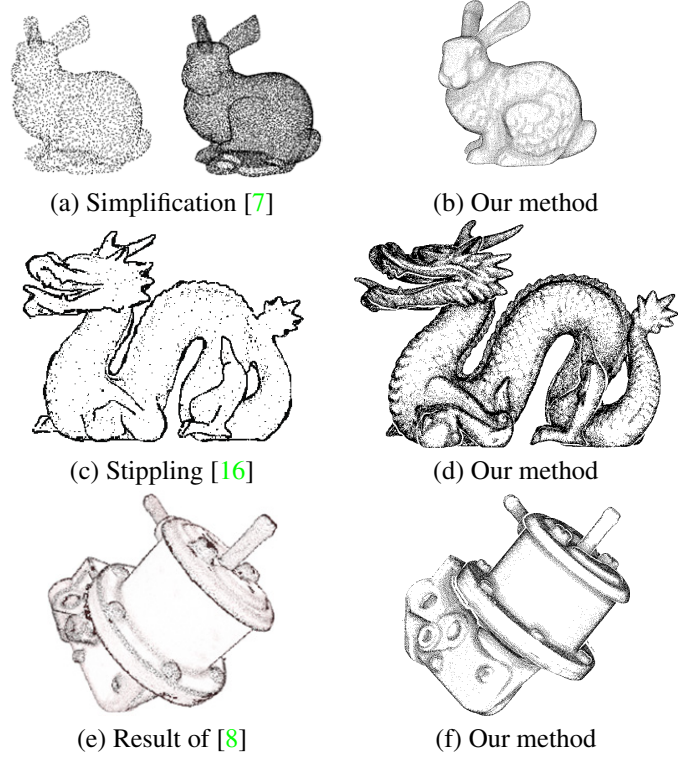 (a) Simplification [7]
(b) Our method
(c) Stippling [16]
(d) Our method
(e) Result of [8]
(f) Our method